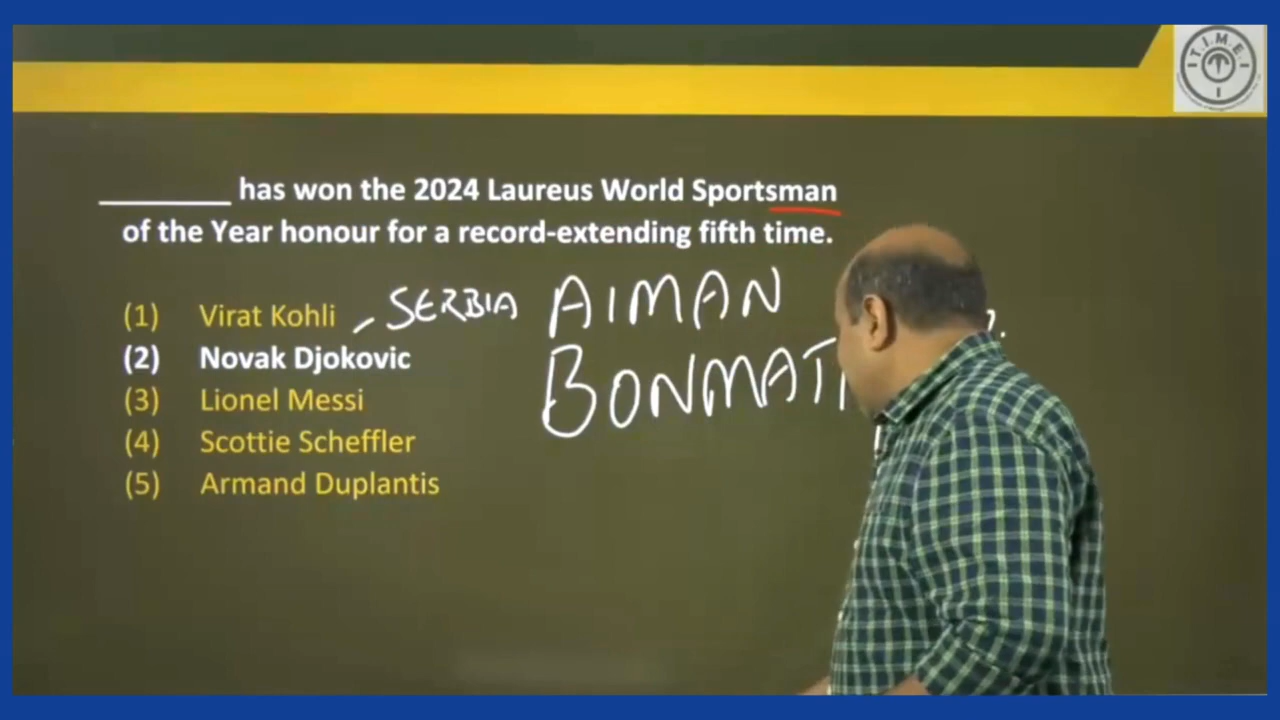 T.I.M.E.
_________ has won the 2024 Laureus World Sportsman
of the Year honour for a record-extending fifth time.
(1) Virat Kohli
SERBIA
AIMAN
(2) Novak Djokovic
BONMATI
(3) Lionel Messi
(4) Scottie Scheffler
(5) Armand Duplantis